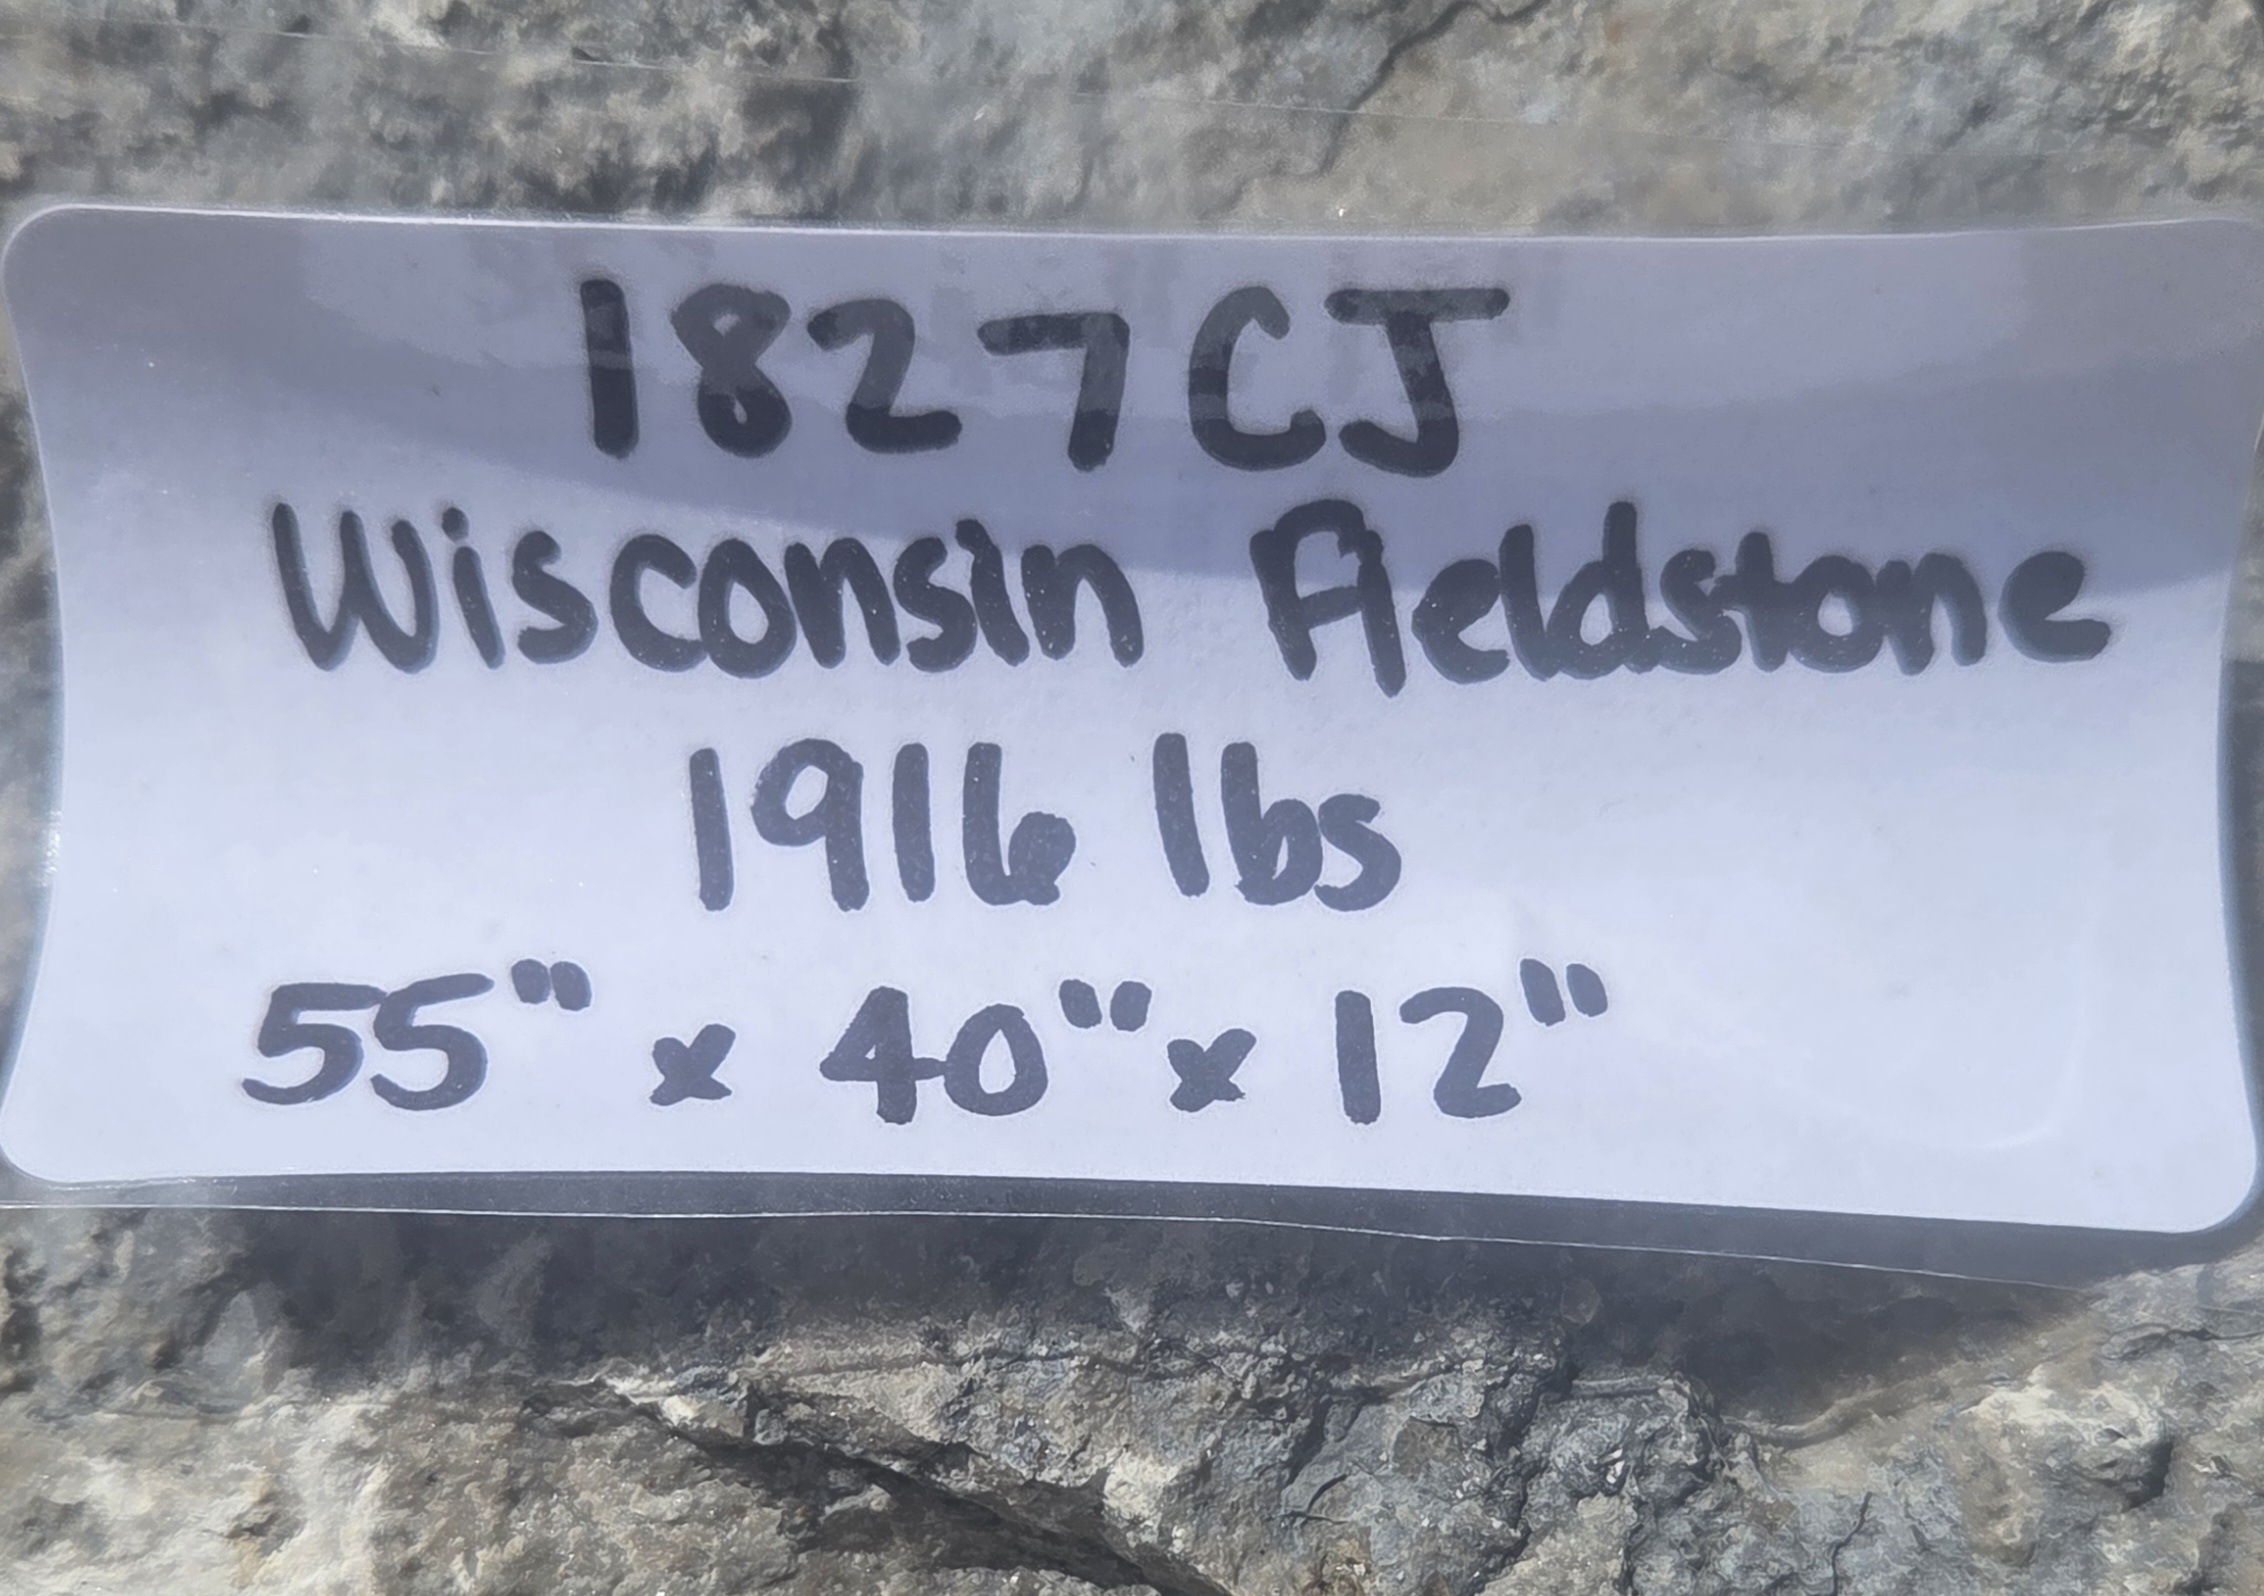 1827CJ
Wisconsin Fieldstone
1916 lbs
55" x 40" x 12"